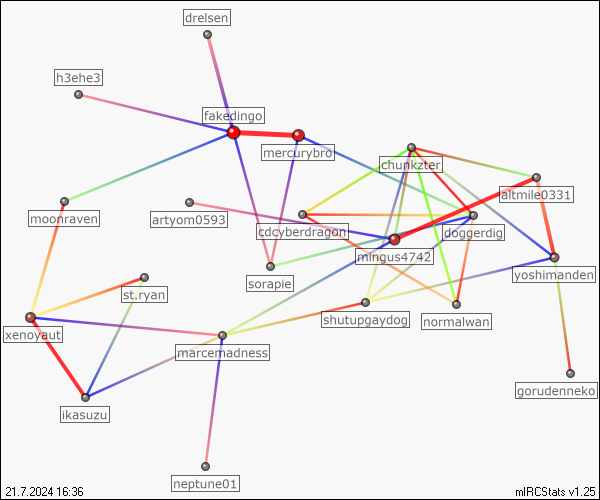 drelsen
h3ehe3
fakedingo
mercurybro
chunkzter
altmile0331
moonraven
artyom0593
cdcyberdragon
doggerdig
mingus4742
yoshimanden
sorapie
st.ryan
shutupgaydog
normalwan
xenoyaut
marcemadness
gorudenneko
ikasuzu
neptune01
21.7.2024 16:36
mIRCStats v1.25